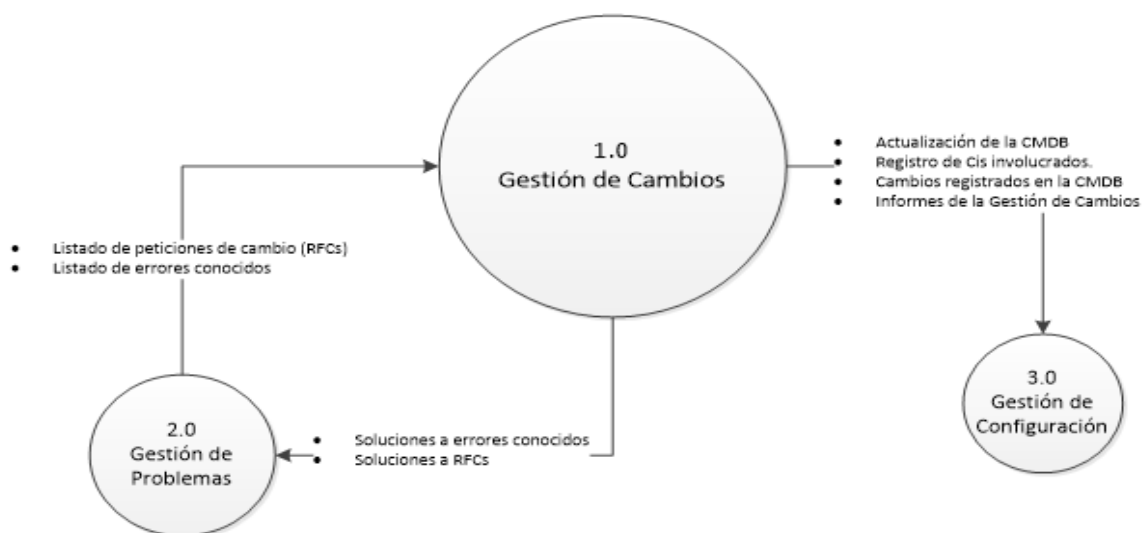 1.0
Gestión de Cambios
• Actualización de la CMDB
• Registro de Cis involucrados.
• Cambios registrados en la CMDB
• Informes de la Gestión de Cambios
• Listado de peticiones de cambio (RFCs)
• Listado de errores conocidos
3.0
Gestión de
Configuración
2.0
Gestión de
Problemas
• Soluciones a errores conocidos
• Soluciones a RFCs